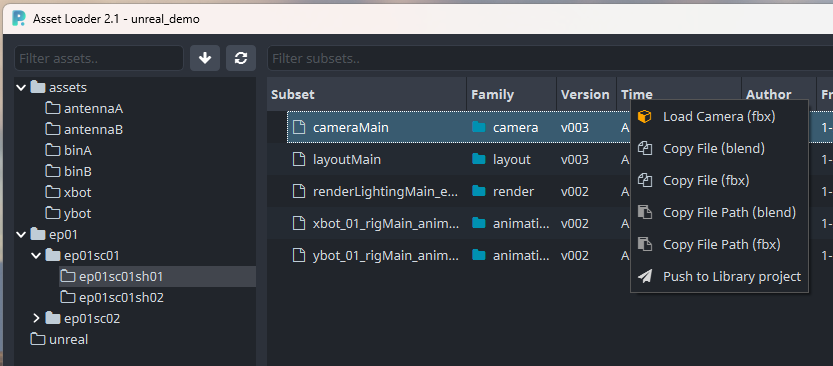 Asset Loader 2.1 - unreal_demo
Filter assets..
Filter subsets..
assets
antennaA
antennaB
binA
binB
xbot
ybot
ep01
ep01sc01
ep01sc01sh01
ep01sc01sh02
ep01sc02
unreal
Subset Family Version Time Author Fr
cameraMain camera v003 A 1-
layoutMain layout v003 A 1-
renderLightingMain_e... render v002 A 1-
xbot_01_rigMain_anim... animati... v002 A 1-
ybot_01_rigMain_anim... animati... v002 A 1-
Load Camera (fbx)
Copy File (blend)
Copy File (fbx)
Copy File Path (blend)
Copy File Path (fbx)
Push to Library project